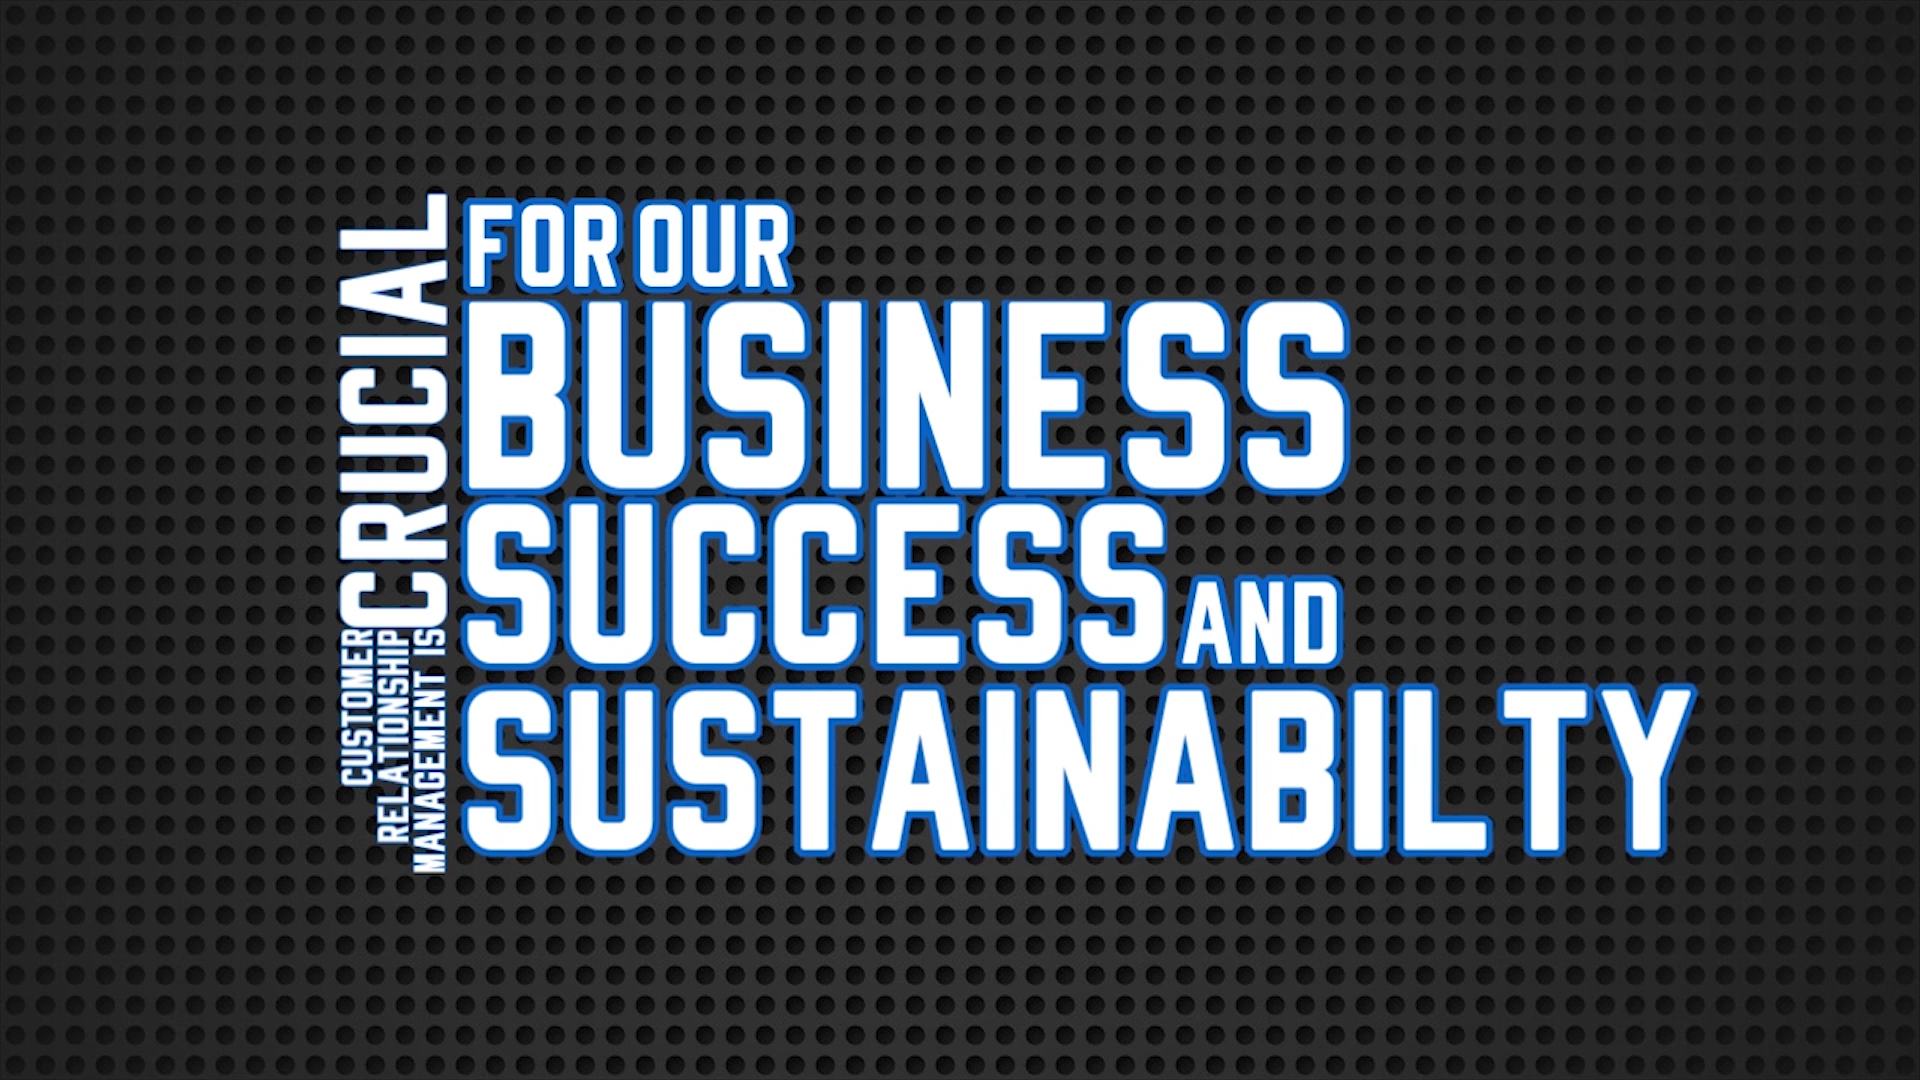 CUSTOMER
RELATIONSHIP
MANAGEMENT IS
CRUCIAL
FOR OUR
BUSINESS
SUCCESS AND
SUSTAINABILTY